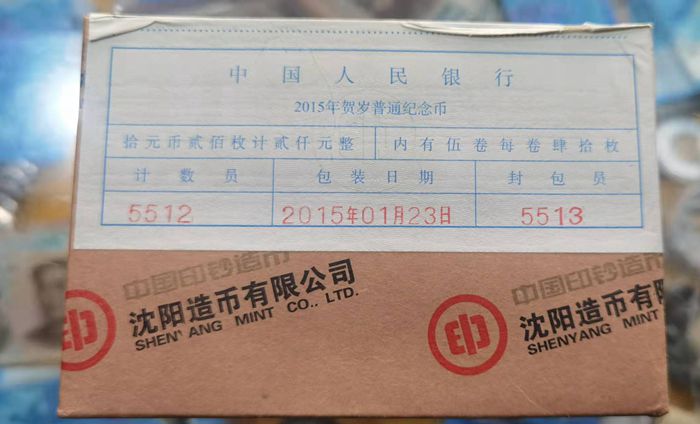 中国人民银行
2015年贺岁普通纪念币
拾元币贰佰枚计贰仟元整 内有伍卷每卷肆拾枚
计数员 包装日期 封包员
5512 2015年01月23日 5513
中国印钞造币 中国印钞造币
沈阳造币有限公司 沈阳造币有
SHEN ANG MINT CO., LTD. SHENYANG MINT